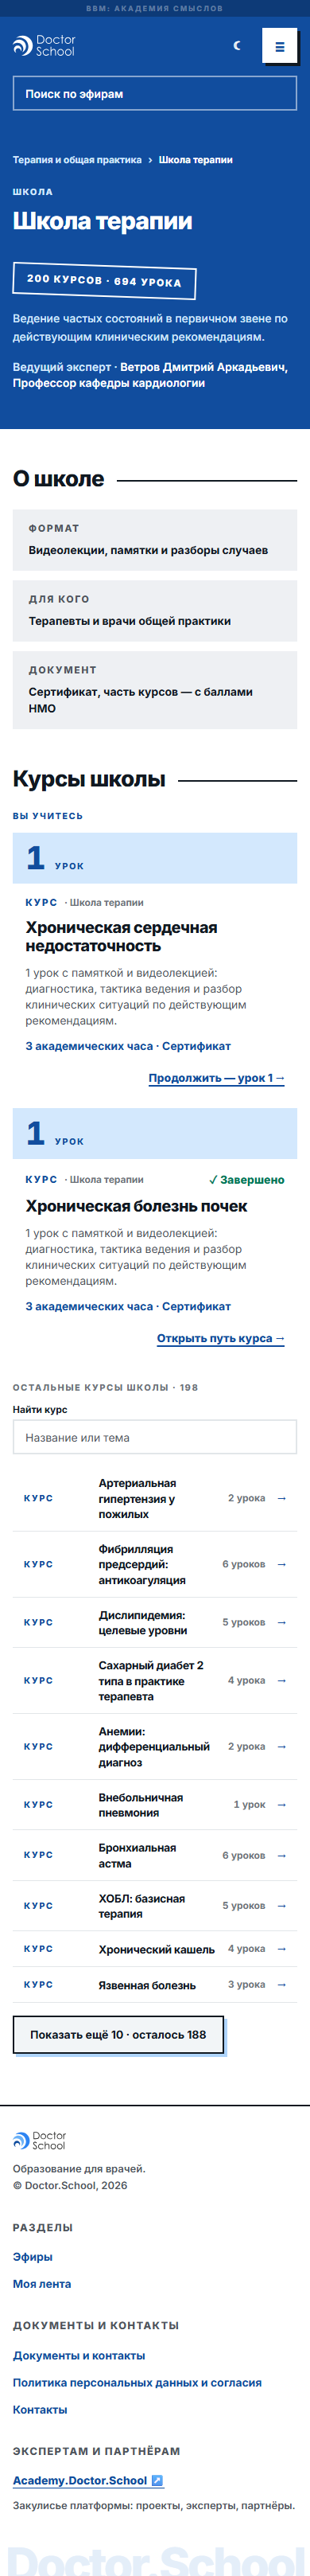 ВВМ: АКАДЕМИЯ СМЫСЛОВ
Doctor
School
Поиск по эфирам
Терапия и общая практика › Школа терапии
ШКОЛА
Школа терапии
200 КУРСОВ · 694 УРОКА
Ведение частых состояний в первичном звене по
действующим клиническим рекомендациям.
Ведущий эксперт · Ветров Дмитрий Аркадьевич,
Профессор кафедры кардиологии
О школе
ФОРМАТ
Видеолекции, памятки и разборы случаев
ДЛЯ КОГО
Терапевты и врачи общей практики
ДОКУМЕНТ
Сертификат, часть курсов — с баллами
НМО
Курсы школы
ВЫ УЧИТЕСЬ
1 УРОК
КУРС · Школа терапии
Хроническая сердечная
недостаточность
1 урок с памяткой и видеолекцией:
диагностика, тактика ведения и разбор
клинических ситуаций по действующим
рекомендациям.
3 академических часа · Сертификат
Продолжить — урок 1 →
1 УРОК
КУРС · Школа терапии ✓ Завершено
Хроническая болезнь почек
1 урок с памяткой и видеолекцией:
диагностика, тактика ведения и разбор
клинических ситуаций по действующим
рекомендациям.
3 академических часа · Сертификат
Открыть путь курса →
ОСТАЛЬНЫЕ КУРСЫ ШКОЛЫ · 198
Найти курс
Название или тема
КУРС Артериальная гипертензия у пожилых 2 урока →
КУРС Фибрилляция предсердий: антикоагуляция 6 уроков →
КУРС Дислипидемия: целевые уровни 5 уроков →
КУРС Сахарный диабет 2 типа в практике терапевта 4 урока →
КУРС Анемии: дифференциальный диагноз 2 урока →
КУРС Внебольничная пневмония 1 урок →
КУРС Бронхиальная астма 6 уроков →
КУРС ХОБЛ: базисная терапия 5 уроков →
КУРС Хронический кашель 4 урока →
КУРС Язвенная болезнь 3 урока →
Показать ещё 10 · осталось 188
Doctor
School
Образование для врачей.
© Doctor.School, 2026
РАЗДЕЛЫ
Эфиры
Моя лента
ДОКУМЕНТЫ И КОНТАКТЫ
Документы и контакты
Политика персональных данных и согласия
Контакты
ЭКСПЕРТАМ И ПАРТНЁРАМ
Academy.Doctor.School ↗
Закулисье платформы: проекты, эксперты, партнёры.
Doctor.School